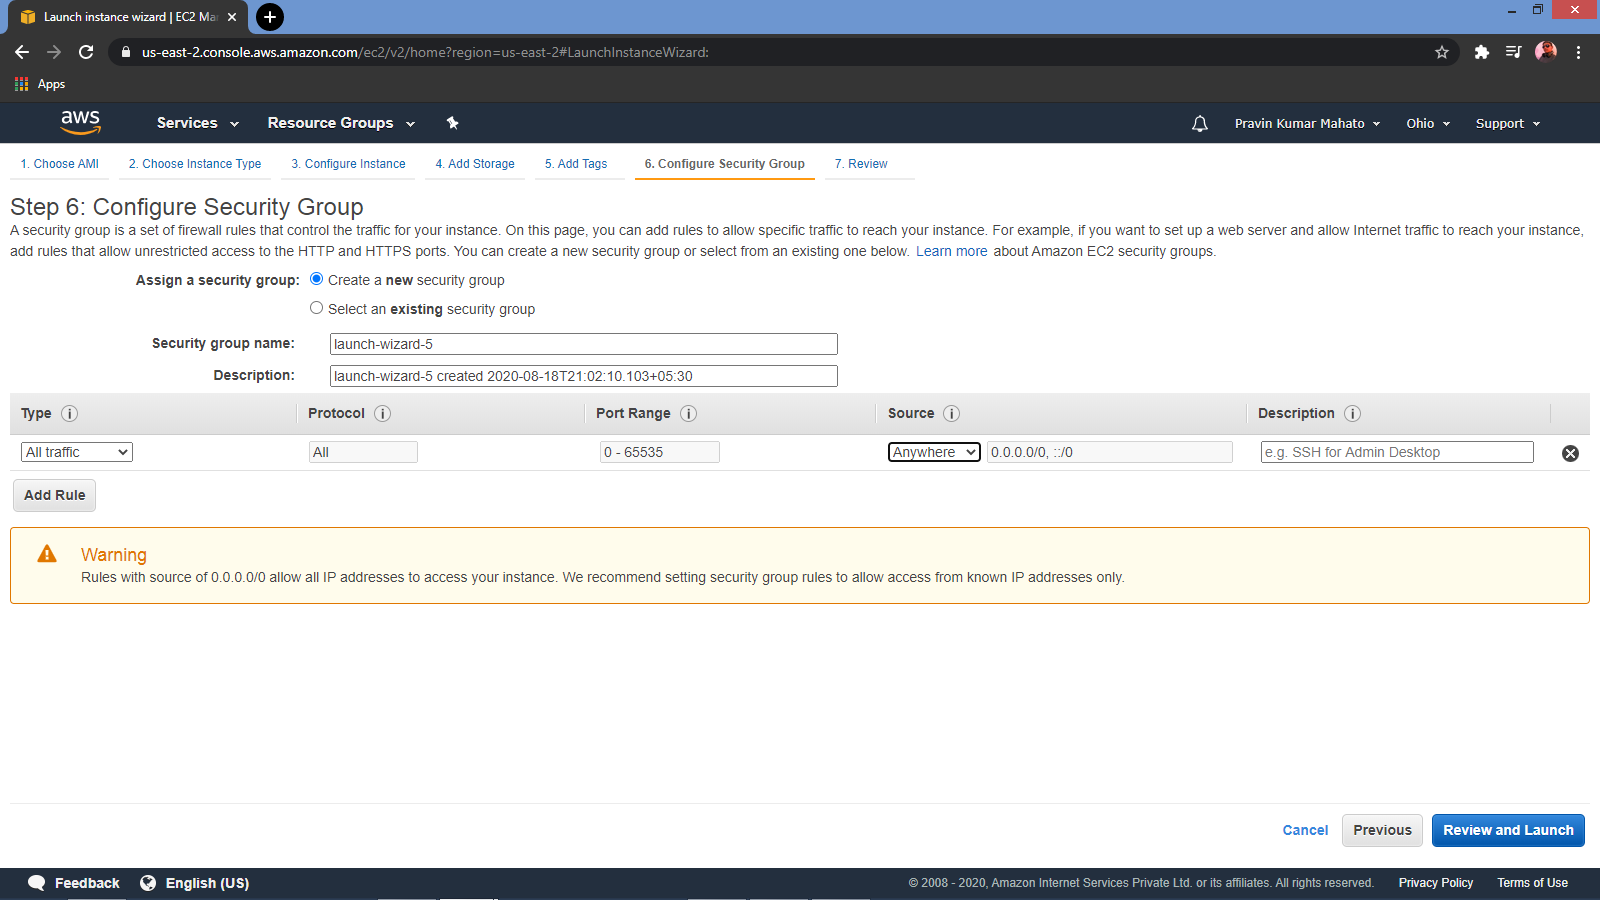 Launch instance wizard | EC2 Ma
us-east-2.console.aws.amazon.com/ec2/v2/home?region=us-east-2#LaunchInstanceWizard:
Apps
aws Services Resource Groups Pravin Kumar Mahato Ohio Support
1. Choose AMI 2. Choose Instance Type 3. Configure Instance 4. Add Storage 5. Add Tags 6. Configure Security Group 7. Review
Step 6: Configure Security Group
A security group is a set of firewall rules that control the traffic for your instance. On this page, you can add rules to allow specific traffic to reach your instance. For example, if you want to set up a web server and allow Internet traffic to reach your instance,
add rules that allow unrestricted access to the HTTP and HTTPS ports. You can create a new security group or select from an existing one below. Learn more about Amazon EC2 security groups.
Assign a security group: Create a new security group
Select an existing security group
Security group name: launch-wizard-5
Description: launch-wizard-5 created 2020-08-18T21:02:10.103+05:30
Type i Protocol i Port Range i Source i Description i
All traffic All 0 - 65535 Anywhere 0.0.0.0/0, ::/0 e.g. SSH for Admin Desktop
Add Rule
Warning
Rules with source of 0.0.0.0/0 allow all IP addresses to access your instance. We recommend setting security group rules to allow access from known IP addresses only.
Cancel Previous Review and Launch
Feedback English (US) © 2008 - 2020, Amazon Internet Services Private Ltd. or its affiliates. All rights reserved. Privacy Policy Terms of Use